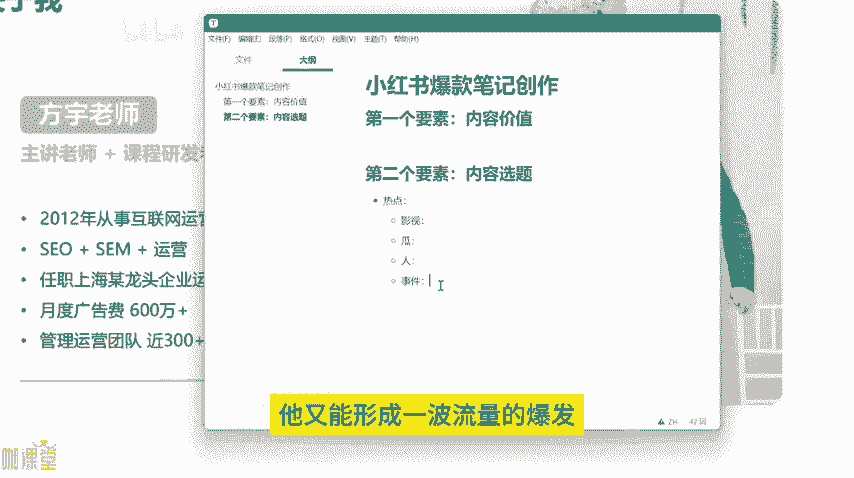 方宇老师
主讲老师 + 课程研发
2012年从事互联网运营
SEO + SEM + 运营
任职上海某龙头企业运
月度广告费 600万+
管理运营团队 近300+
文件(F) 编辑(E) 段落(P) 格式(O) 视图(V) 主题(T) 帮助(H)
文件 大纲
小红书爆款笔记创作
第一个要素：内容价值
第二个要素：内容选题
小红书爆款笔记创作
第一个要素：内容价值
第二个要素：内容选题
热点：
影视：
瓜：
人：
事件：
ZH 42 词
他又能形成一波流量的爆发
课堂